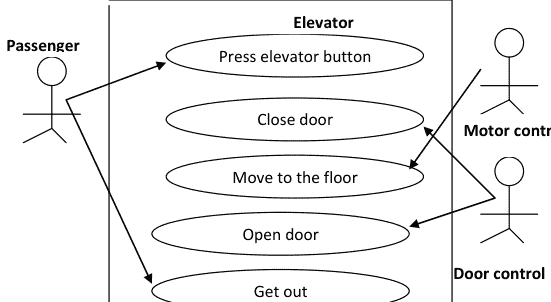 Elevator
Passenger
Press elevator button
Close door
Motor contr
Move to the floor
Open door
Door control
Get out